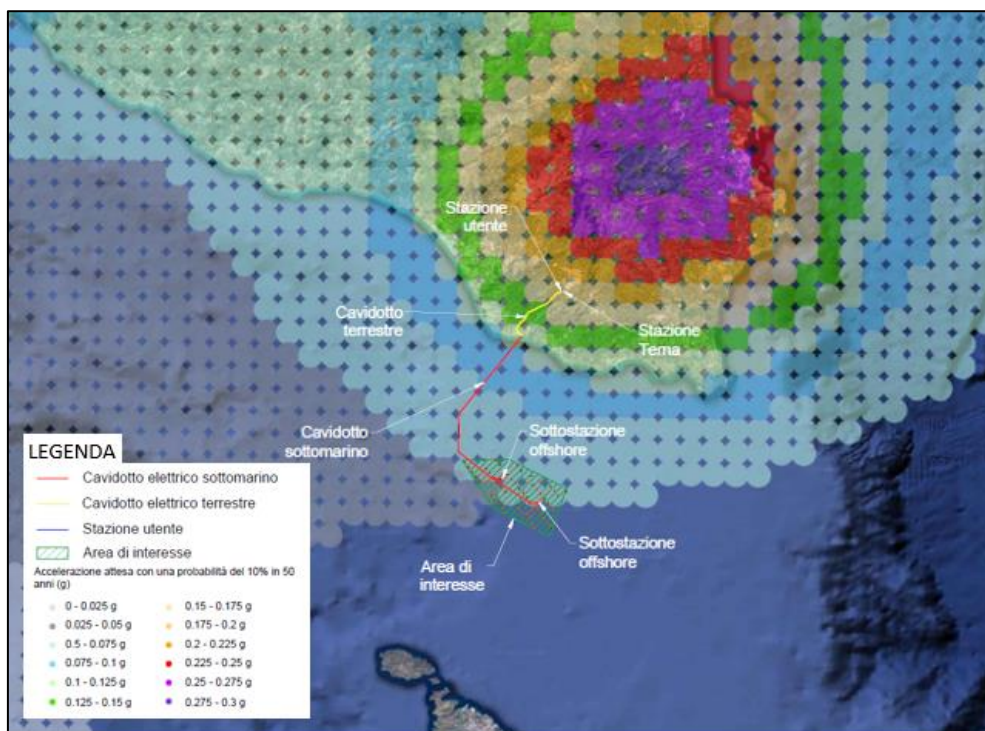 Stazione
utente
Cavidotto
terrestre
Stazione
Terna
Cavidotto
sottomarino
Sottostazione
offshore
Sottostazione
offshore
Area di
interesse
LEGENDA
Cavidotto elettrico sottomarino
Cavidotto elettrico terrestre
Stazione utente
Area di interesse
Accelerazione attesa con una probabilità del 10% in 50
anni (g)
0 - 0.025 g
0.025 - 0.05 g
0.5 - 0.075 g
0.075 - 0.1 g
0.1 - 0.125 g
0.125 - 0.15 g
0.15 - 0.175 g
0.175 - 0.2 g
0.2 - 0.225 g
0.225 - 0.25 g
0.25 - 0.275 g
0.275 - 0.3 g